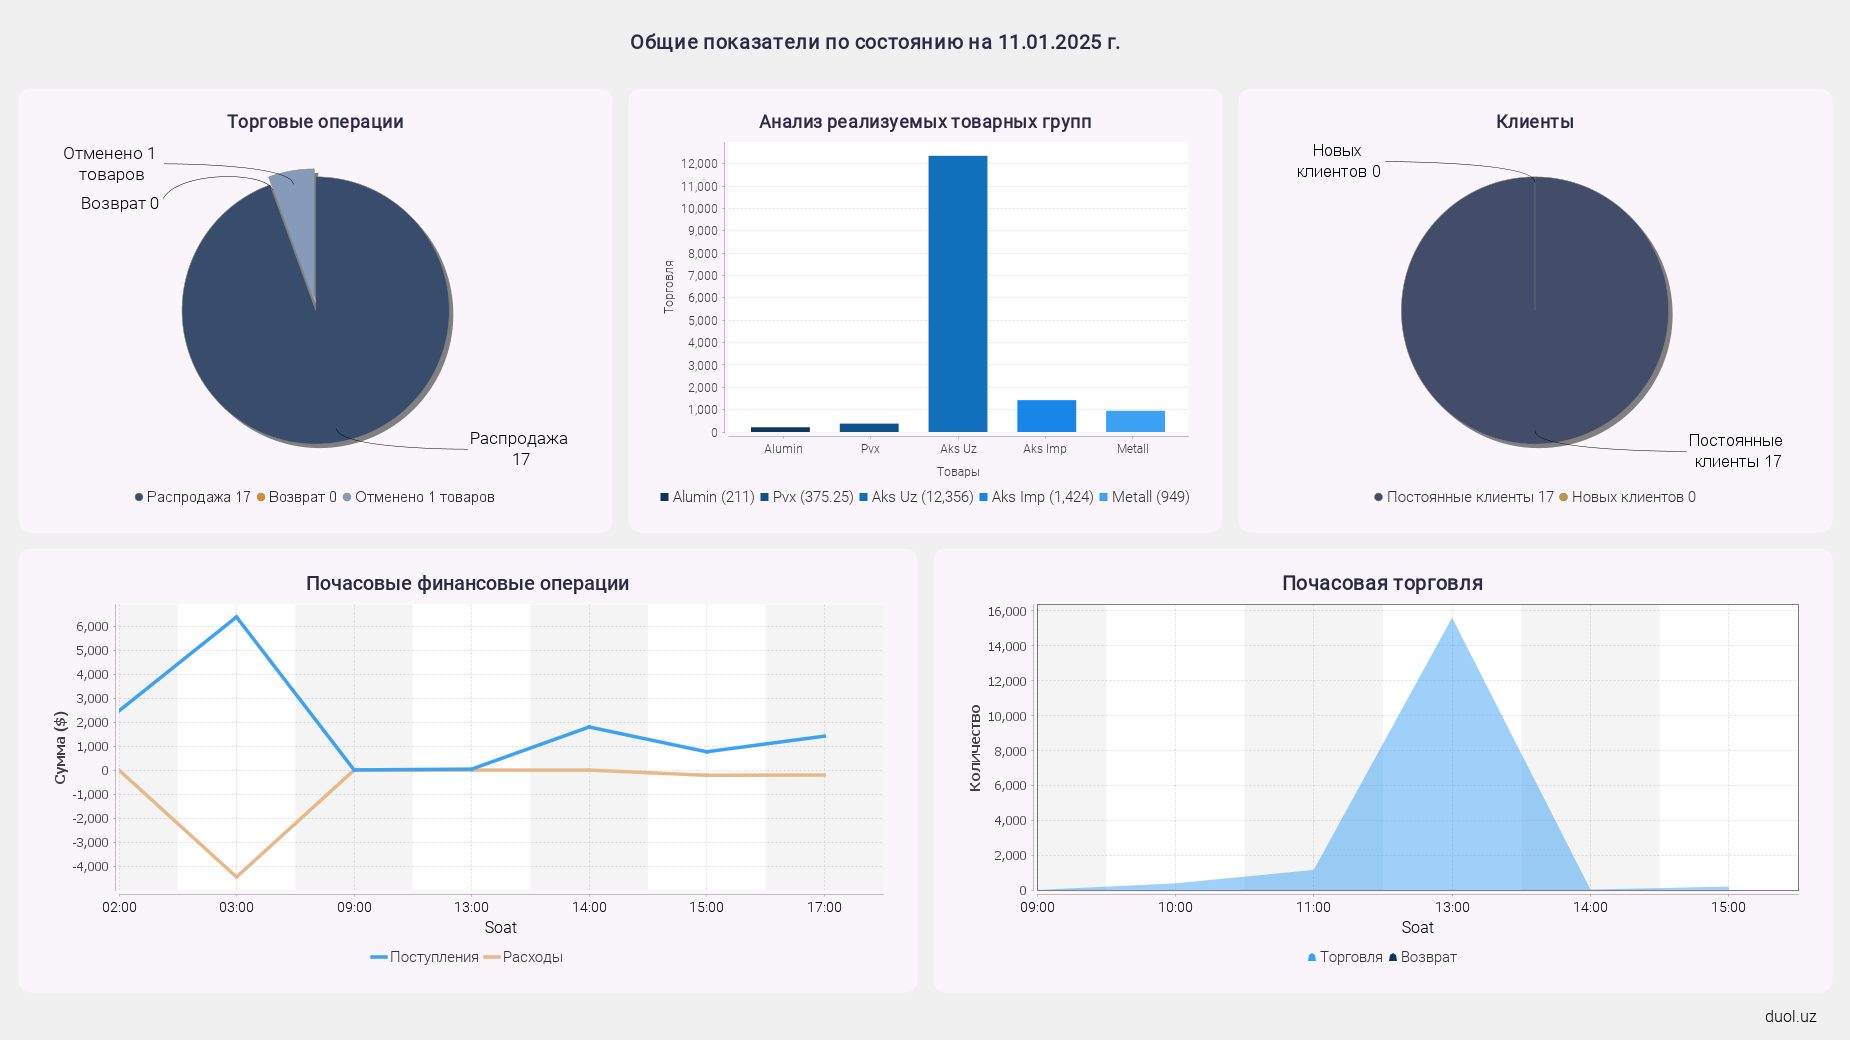 Общие показатели по состоянию на 11.01.2025 г.
Торговые операции
Отменено 1
товаров
Возврат 0
Распродажа
17
Распродажа 17 Возврат 0 Отменено 1 товаров
Анализ реализуемых товарных групп
12,000
11,000
10,000
9,000
8,000
7,000
6,000
5,000
4,000
3,000
2,000
1,000
0
Торговля
Alumin Pvx Aks Uz Aks Imp Metall
Товары
Alumin (211) Pvx (375.25) Aks Uz (12,356) Aks Imp (1,424) Metall (949)
Клиенты
Новых
клиентов 0
Постоянные
клиенты 17
Постоянные клиенты 17 Новых клиентов 0
Почасовые финансовые операции
6,000
5,000
4,000
3,000
2,000
1,000
0
-1,000
-2,000
-3,000
-4,000
Сумма ($)
02:00 03:00 09:00 13:00 14:00 15:00 17:00
Soat
Поступления Расходы
Почасовая торговля
16,000
14,000
12,000
10,000
8,000
6,000
4,000
2,000
0
Количество
09:00 10:00 11:00 13:00 14:00 15:00
Soat
Торговля Возврат
duol.uz